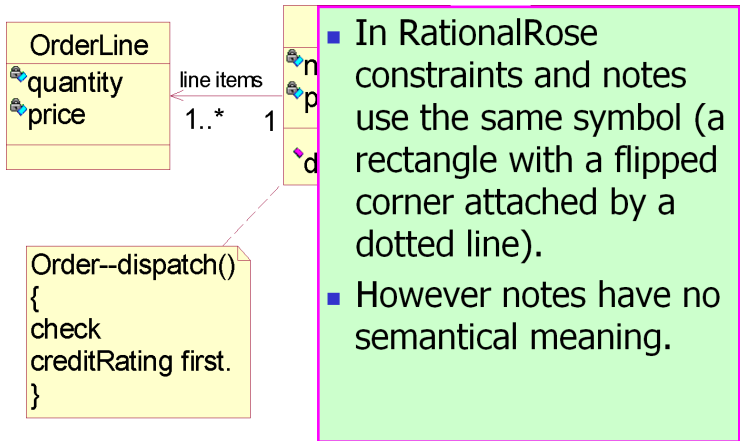 OrderLine
quantity
price
line items
1..*
1
n
p
d
Order--dispatch()
{
check
creditRating first.
}
In RationalRose
constraints and notes
use the same symbol (a
rectangle with a flipped
corner attached by a
dotted line).
However notes have no
semantical meaning.